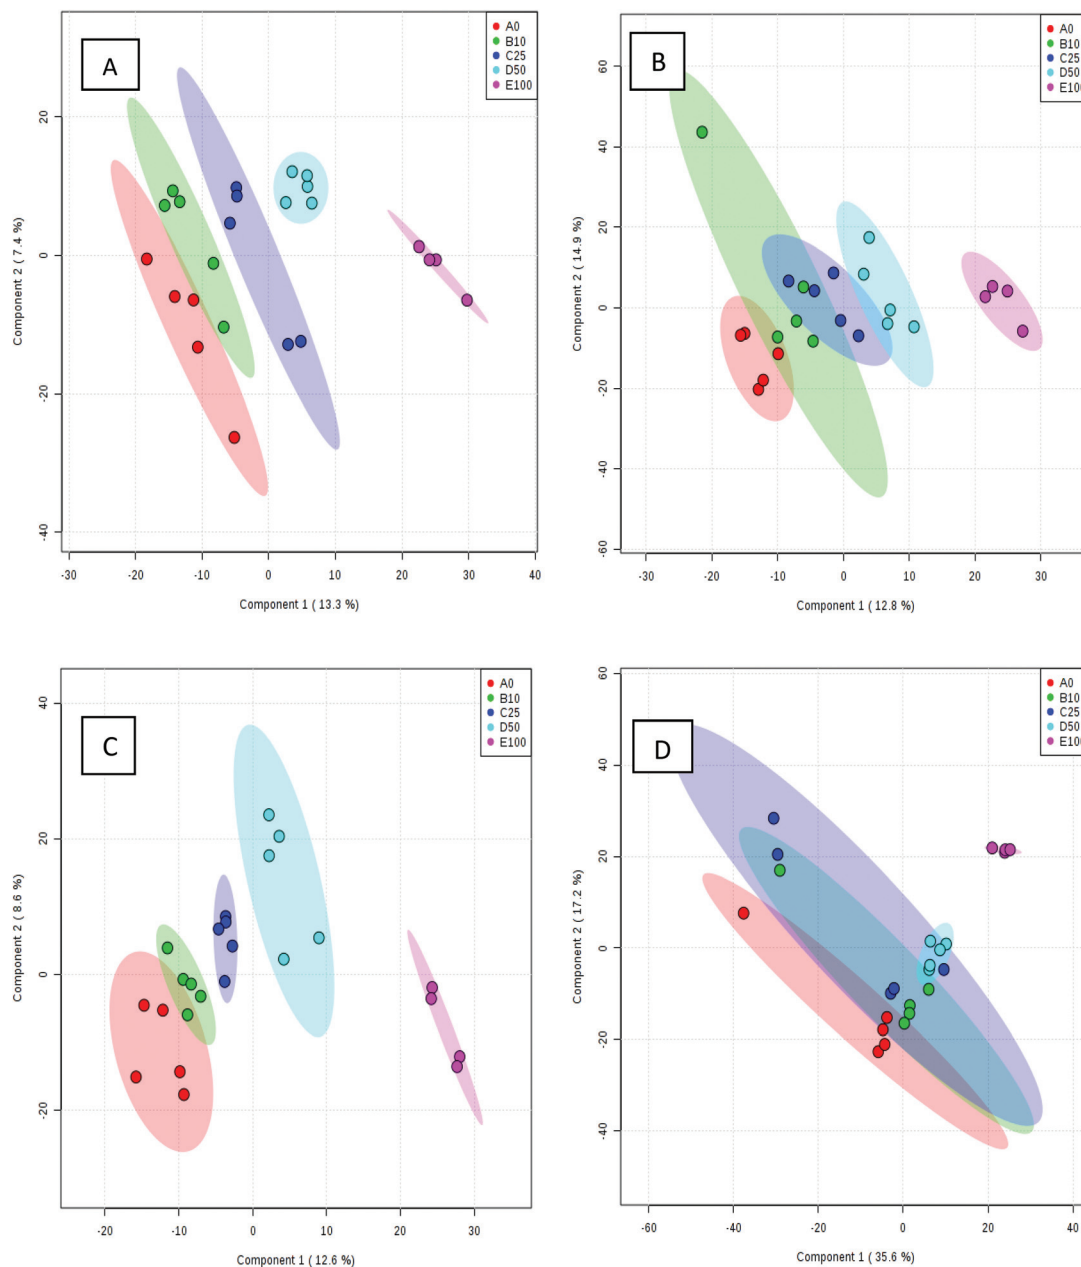 A
A0
B10
C25
D50
E100
20
0
-20
-40
Component 2 ( 7.4 %)
-30 -20 -10 0 10 20 30 40
Component 1 ( 13.3 %)
B
A0
B10
C25
D50
E100
60
40
20
0
-20
-40
-60
Component 2 ( 14.9 %)
-30 -20 -10 0 10 20 30
Component 1 ( 12.8 %)
C
A0
B10
C25
D50
E100
40
20
0
-20
Component 2 ( 8.6 %)
-20 -10 0 10 20 30
Component 1 ( 12.6 %)
D
A0
B10
C25
D50
E100
60
40
20
0
-20
-40
Component 2 ( 17.2 %)
-60 -40 -20 0 20 40
Component 1 ( 35.6 %)